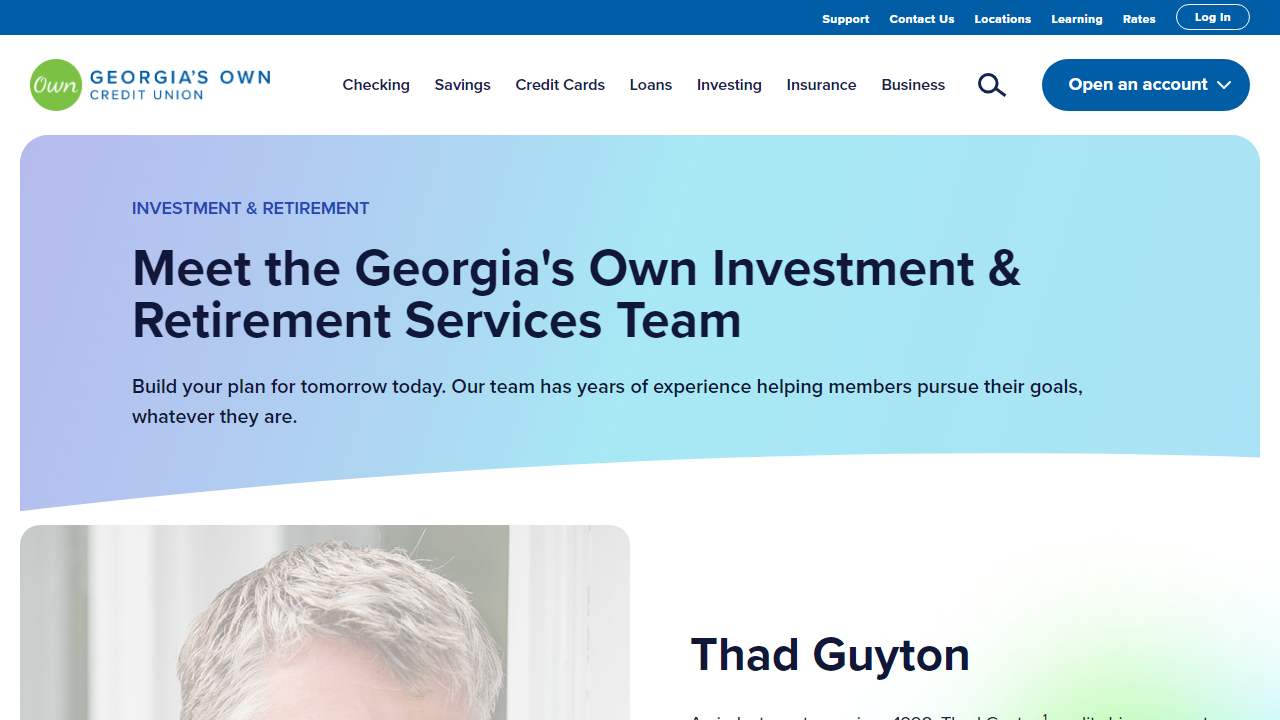 Support Contact Us Locations Learning Rates Log In
Own GEORGIA'S OWN
CREDIT UNION
Checking Savings Credit Cards Loans Investing Insurance Business Open an account
INVESTMENT & RETIREMENT
Meet the Georgia's Own Investment &
Retirement Services Team
Build your plan for tomorrow today. Our team has years of experience helping members pursue their goals,
whatever they are.
Thad Guyton